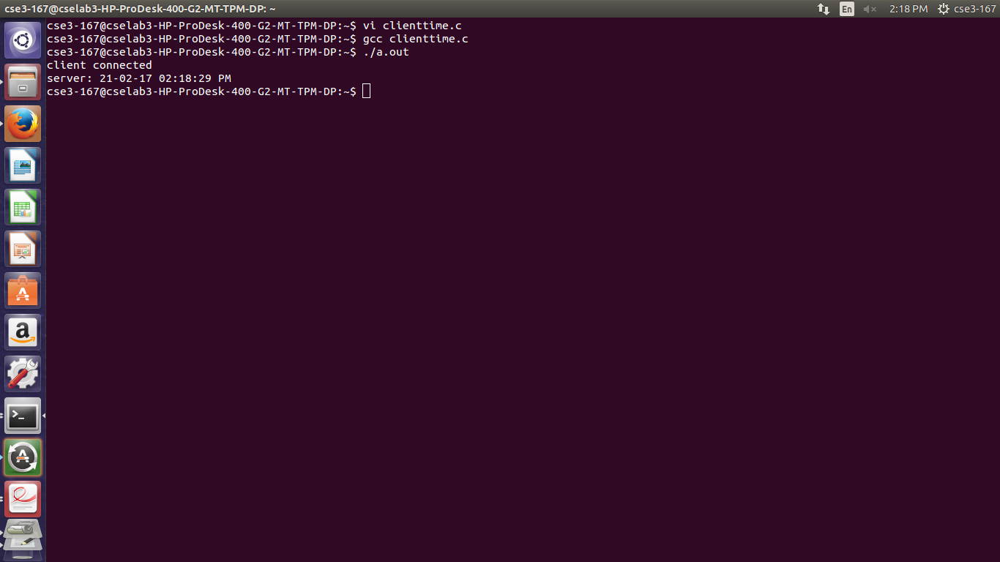 cse3-167@cselab3-HP-ProDesk-400-G2-MT-TPM-DP: ~
En
2:18 PM
cse3-167
cse3-167@cselab3-HP-ProDesk-400-G2-MT-TPM-DP:~$ vi clienttime.c
cse3-167@cselab3-HP-ProDesk-400-G2-MT-TPM-DP:~$ gcc clienttime.c
cse3-167@cselab3-HP-ProDesk-400-G2-MT-TPM-DP:~$ ./a.out
client connected
server: 21-02-17 02:18:29 PM
cse3-167@cselab3-HP-ProDesk-400-G2-MT-TPM-DP:~$